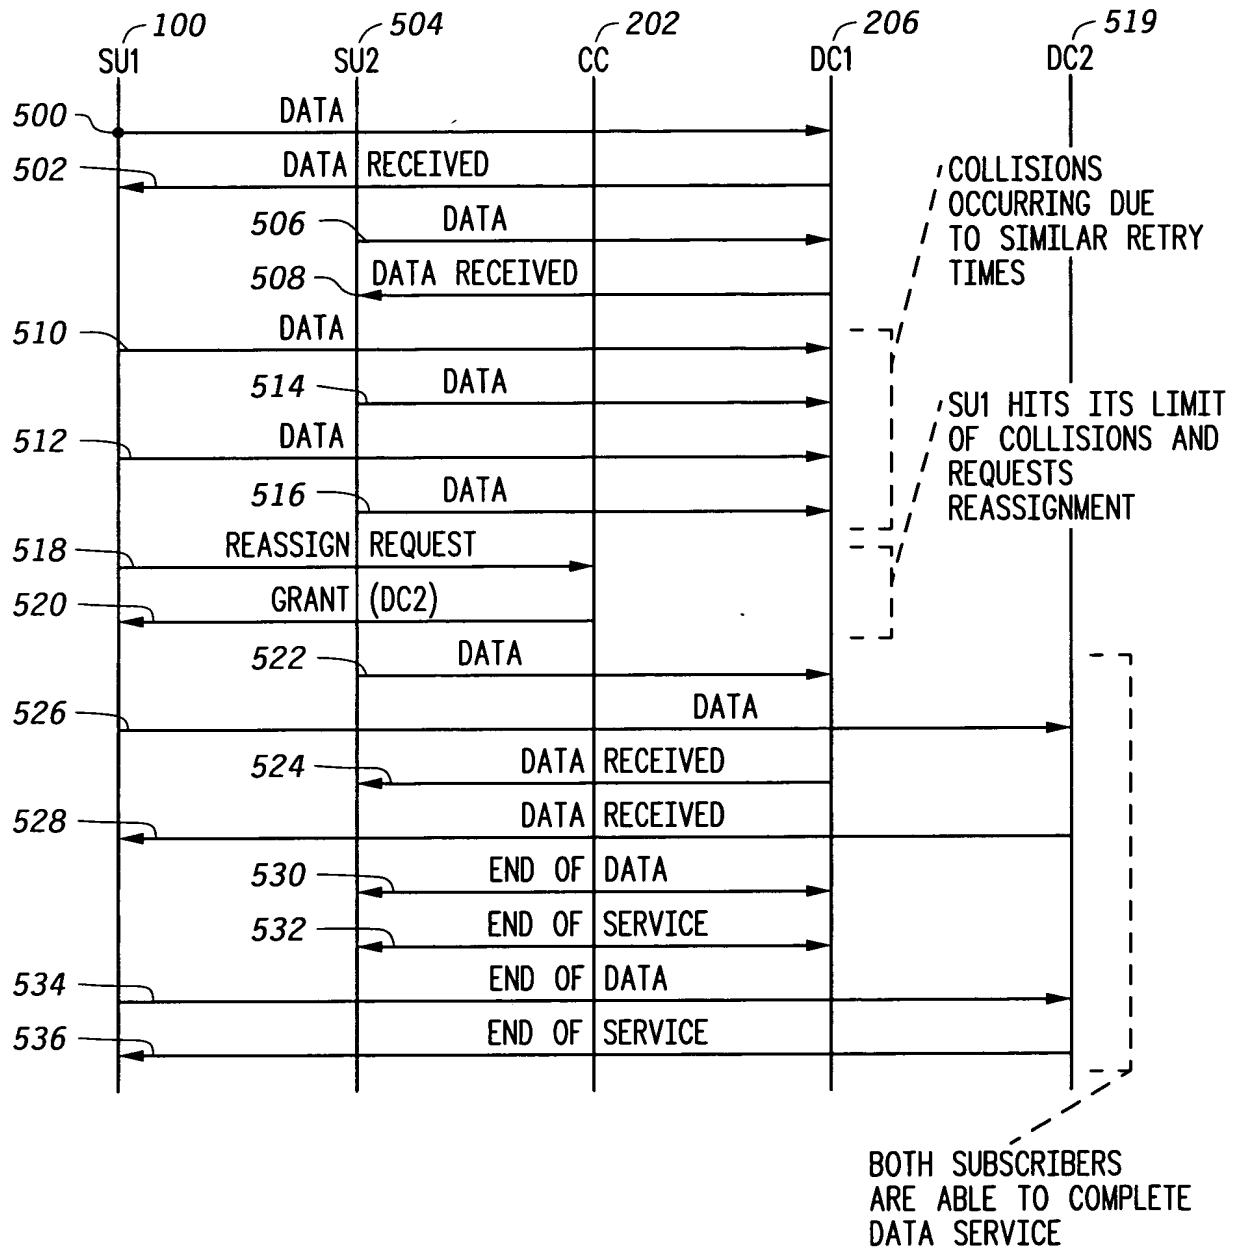 100 504 202 206 519
SU1 SU2 CC DC1 DC2
500 DATA
502 DATA RECEIVED
506 DATA
508 DATA RECEIVED
510 DATA
514 DATA
512 DATA
516 DATA
518 REASSIGN REQUEST
520 GRANT (DC2)
522 DATA
526 DATA
524 DATA RECEIVED
528 DATA RECEIVED
530 END OF DATA
532 END OF SERVICE
534 END OF DATA
536 END OF SERVICE
COLLISIONS
OCCURRING DUE
TO SIMILAR RETRY
TIMES
SU1 HITS ITS LIMIT
OF COLLISIONS AND
REQUESTS
REASSIGNMENT
BOTH SUBSCRIBERS
ARE ABLE TO COMPLETE
DATA SERVICE